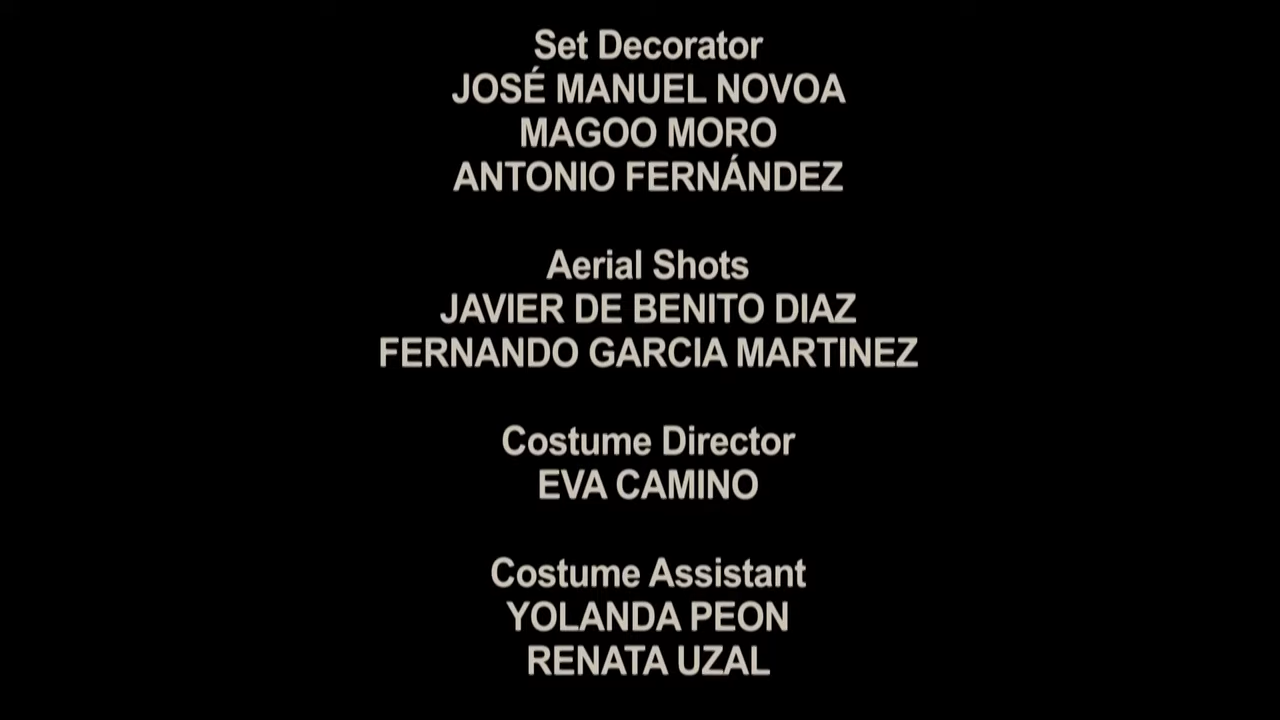 Set Decorator
JOSÉ MANUEL NOVOA
MAGOO MORO
ANTONIO FERNÁNDEZ
Aerial Shots
JAVIER DE BENITO DIAZ
FERNANDO GARCIA MARTINEZ
Costume Director
EVA CAMINO
Costume Assistant
YOLANDA PEON
RENATA UZAL